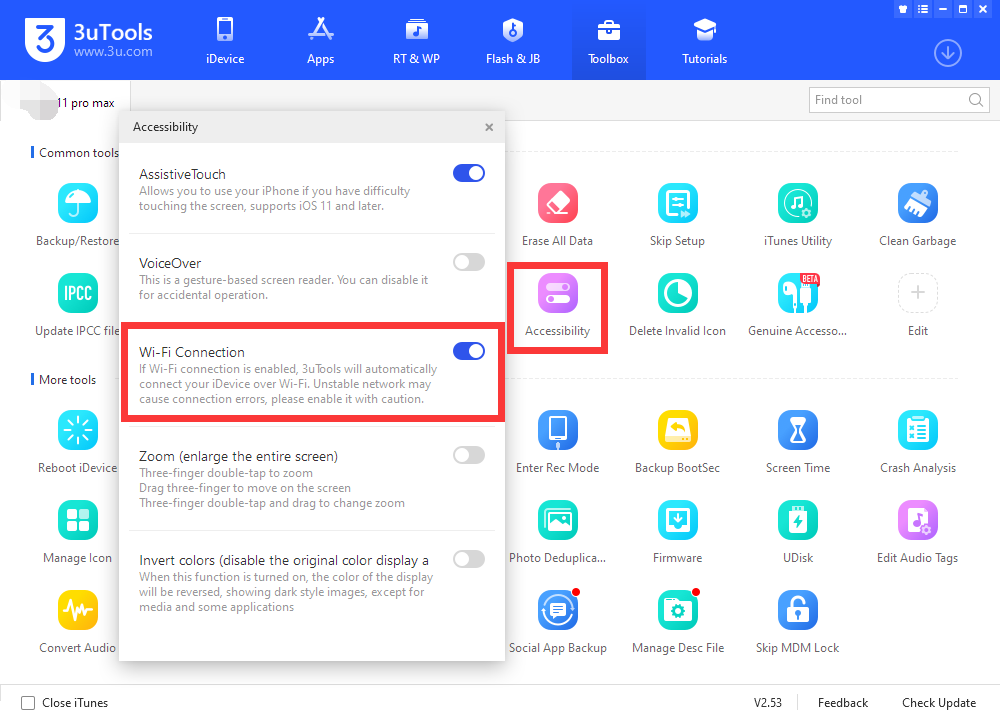 3
3uTools
www.3u.com
iDevice
Apps
RT & WP
Flash & JB
Toolbox
Tutorials
11 pro max
Find tool
Accessibility
Common tools
AssistiveTouch
Allows you to use your iPhone if you have difficulty
touching the screen, supports iOS 11 and later.
VoiceOver
This is a gesture-based screen reader. You can disable it
for accidental operation.
Wi-Fi Connection
If Wi-Fi connection is enabled, 3uTools will automatically
connect your iDevice over Wi-Fi. Unstable network may
cause connection errors, please enable it with caution.
Zoom (enlarge the entire screen)
Three-finger double-tap to zoom
Drag three-finger to move on the screen
Three-finger double-tap and drag to change zoom
Invert colors (disable the original color display a
When this function is turned on, the color of the display
will be reversed, showing dark style images, except for
media and some applications
Backup/Restore
Erase All Data
Skip Setup
iTunes Utility
Clean Garbage
IPCC
BETA
Update IPCC file
Accessibility
Delete Invalid Icon
Genuine Accesso...
Edit
More tools
Reboot iDevice
Enter Rec Mode
Backup BootSec
Screen Time
Crash Analysis
Manage Icon
Photo Deduplica...
Firmware
UDisk
Edit Audio Tags
Convert Audio
Social App Backup
Manage Desc File
Skip MDM Lock
Close iTunes
V2.53
Feedback
Check Update